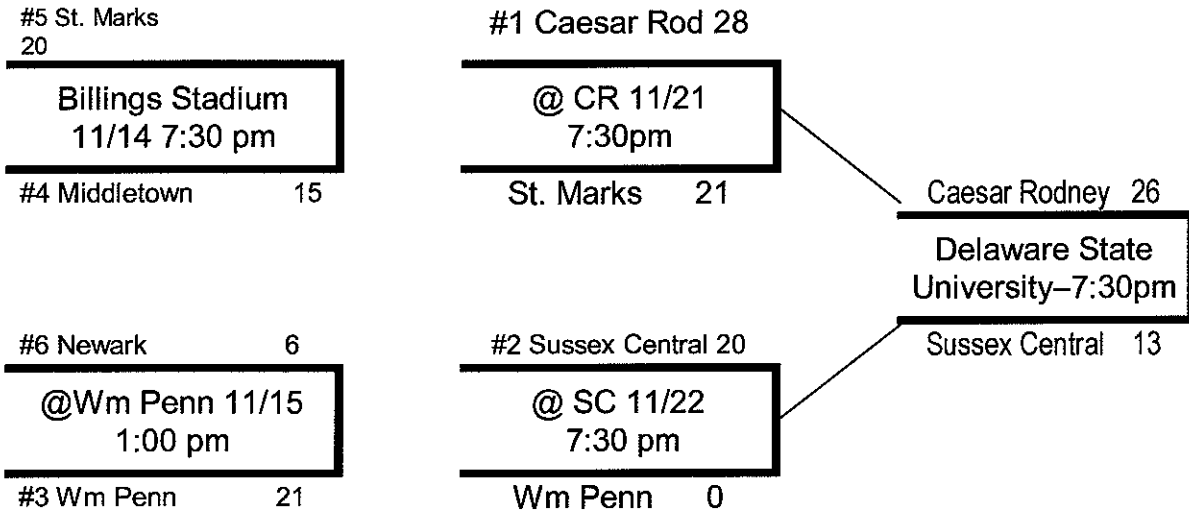 #5 St. Marks
20
Billings Stadium
11/14 7:30 pm
#4 Middletown 15
#6 Newark 6
@Wm Penn 11/15
1:00 pm
#3 Wm Penn 21
#1 Caesar Rod 28
@ CR 11/21
7:30pm
St. Marks 21
#2 Sussex Central 20
@ SC 11/22
7:30 pm
Wm Penn 0
Caesar Rodney 26
Delaware State
University–7:30pm
Sussex Central 13